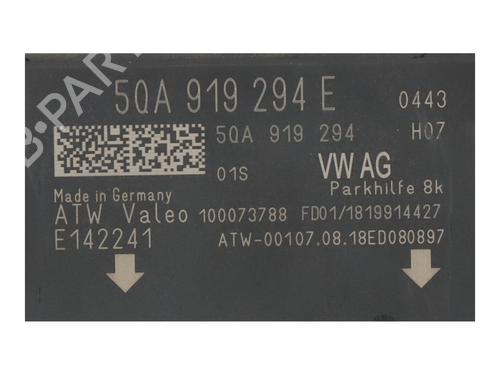 5QA 919 294 E 0443
5QA 919 294 H07
01S VW AG
Parkhilfe 8k
Made in Germany
ATW Valeo 100073788 FD01/1819914427
E142241 ATW-00107.08.18ED080897
B-PARTS